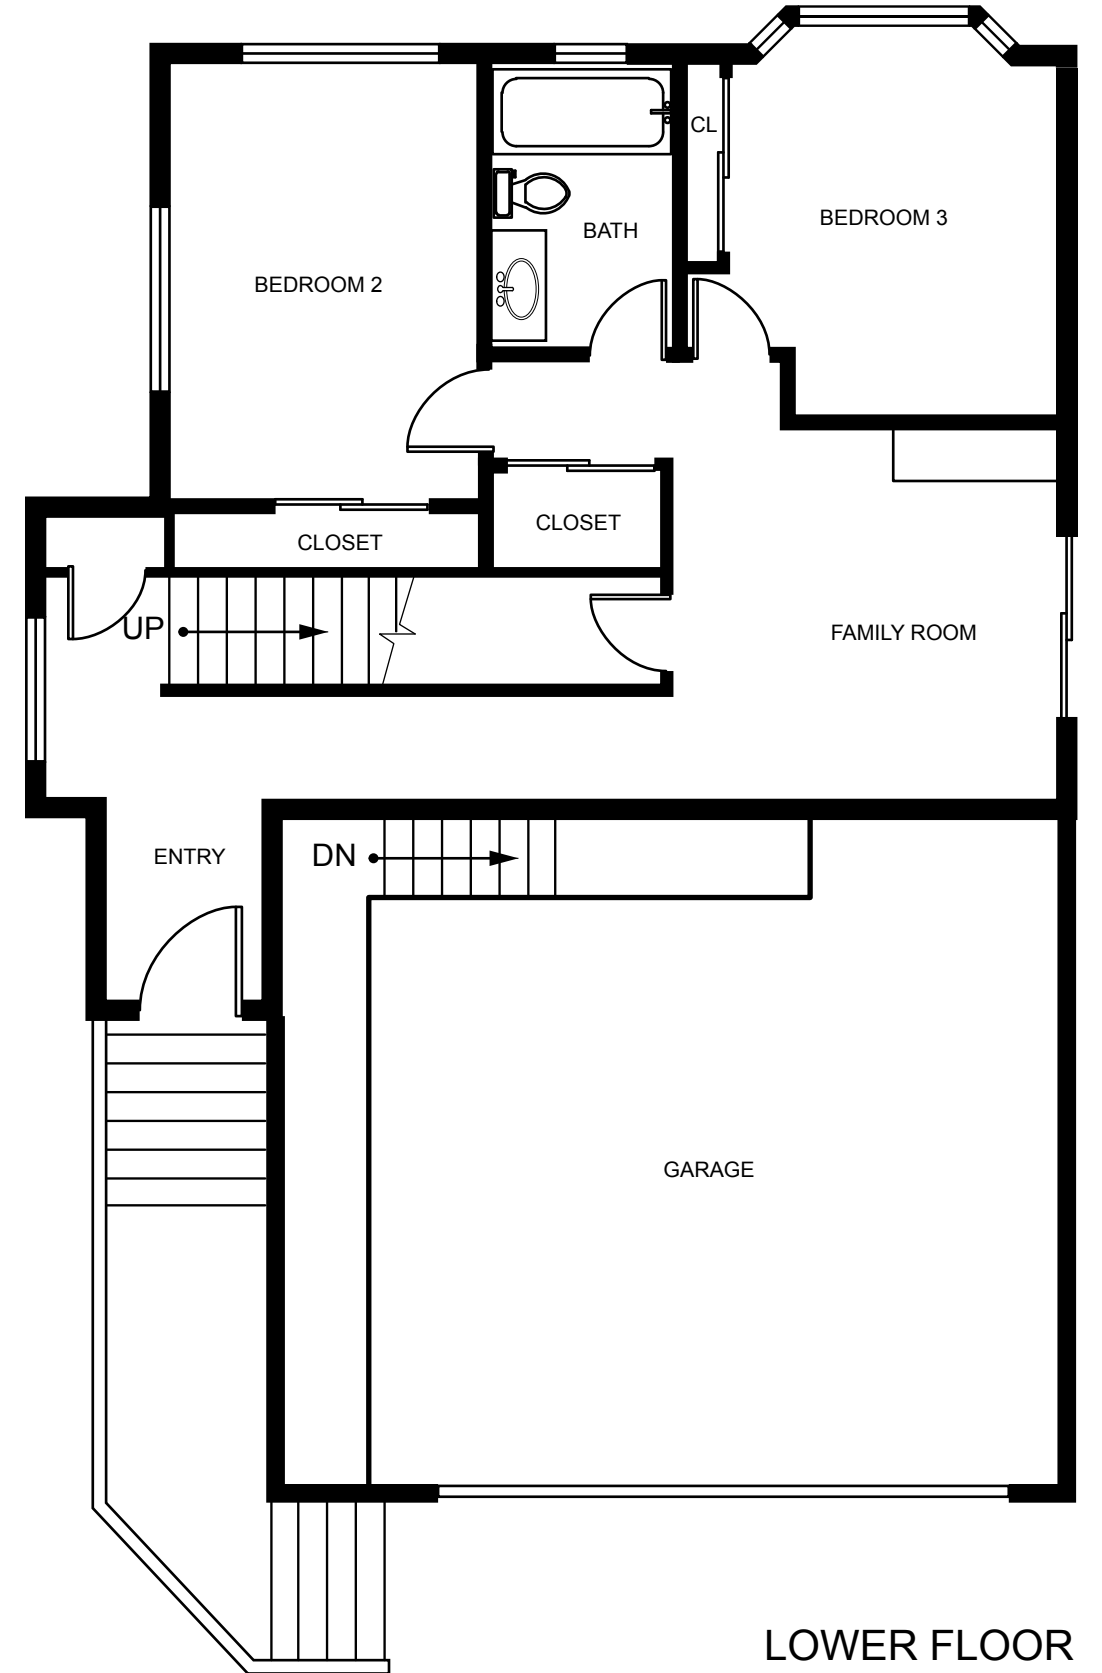 CL
BEDROOM 3
BATH
BEDROOM 2
CLOSET
CLOSET
UP
FAMILY ROOM
ENTRY
DN
GARAGE
LOWER FLOOR